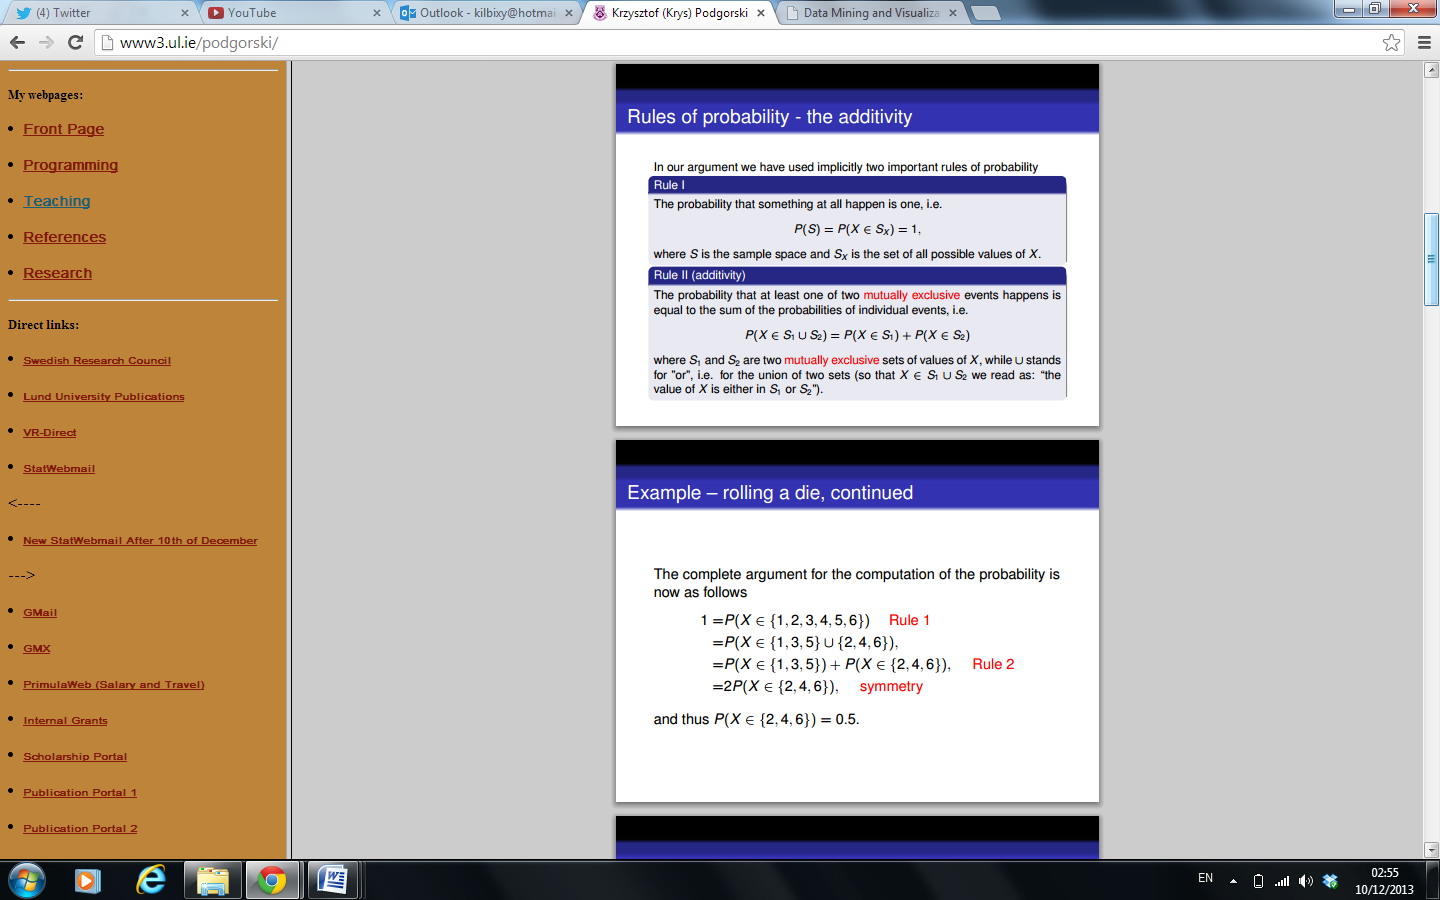 (4) Twitter
YouTube
Outlook - kilbixy@hotmai
Krzysztof (Krys) Podgorski
Data Mining and Visualiza
www3.ul.ie/podgorski/
My webpages:
• Front Page
• Programming
• Teaching
• References
• Research
Direct links:
• Swedish Research Council
• Lund University Publications
• VR-Direct
• StatWebmail
<----
• New StatWebmail After 10th of December
--->
• GMail
• GMX
• PrimulaWeb (Salary and Travel)
• Internal Grants
• Scholarship Portal
• Publication Portal 1
• Publication Portal 2
Rules of probability - the additivity
In our argument we have used implicitly two important rules of probability
Rule I
The probability that something at all happen is one, i.e.
P(S) = P(X ∈ Sₓ) = 1,
where S is the sample space and Sₓ is the set of all possible values of X.
Rule II (additivity)
The probability that at least one of two mutually exclusive events happens is
equal to the sum of the probabilities of individual events, i.e.
P(X ∈ S₁ ∪ S₂) = P(X ∈ S₁) + P(X ∈ S₂)
where S₁ and S₂ are two mutually exclusive sets of values of X, while ∪ stands
for "or", i.e. for the union of two sets (so that X ∈ S₁ ∪ S₂ we read as: “the
value of X is either in S₁ or S₂”).
Example – rolling a die, continued
The complete argument for the computation of the probability is
now as follows
1 =P(X ∈ {1, 2, 3, 4, 5, 6}) Rule 1
=P(X ∈ {1, 3, 5} ∪ {2, 4, 6}),
=P(X ∈ {1, 3, 5}) + P(X ∈ {2, 4, 6}), Rule 2
=2P(X ∈ {2, 4, 6}), symmetry
and thus P(X ∈ {2, 4, 6}) = 0.5.
EN
02:55
10/12/2013